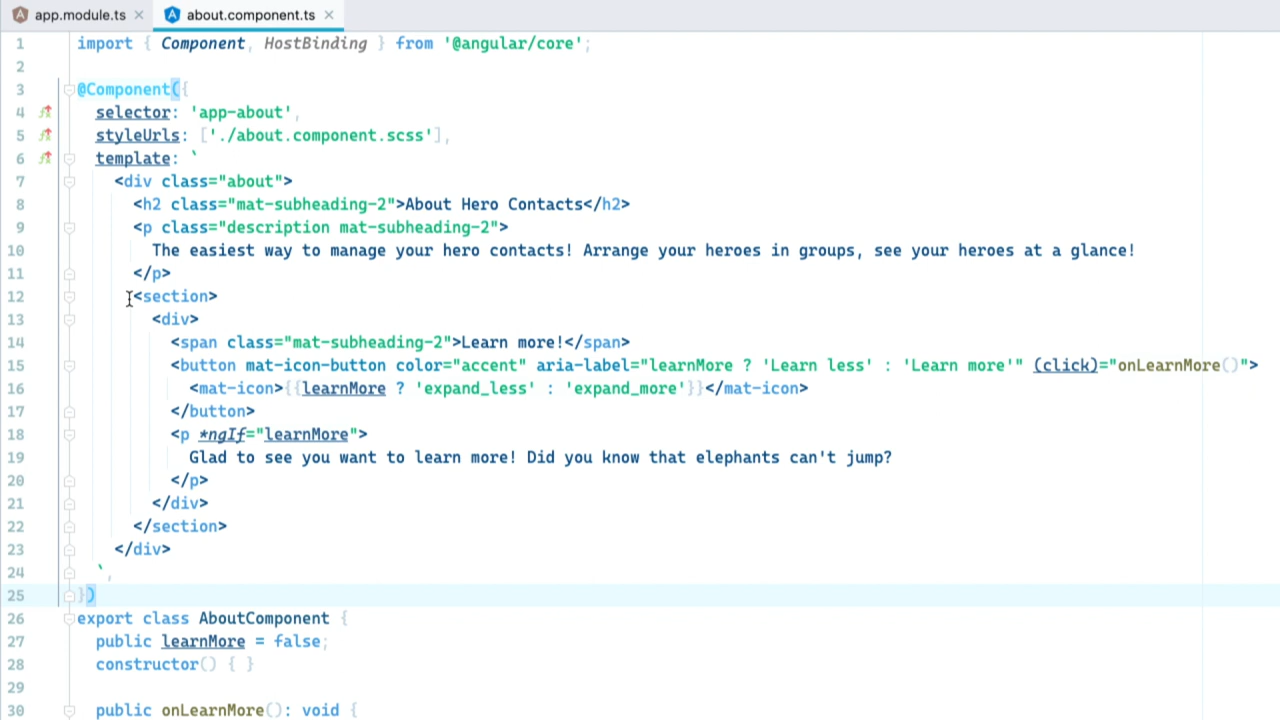 app.module.ts about.component.ts
1 import { Component, HostBinding } from '@angular/core';
2
3 @Component({
4 selector: 'app-about',
5 styleUrls: ['./about.component.scss'],
6 template: `
7 <div class="about">
8 <h2 class="mat-subheading-2">About Hero Contacts</h2>
9 <p class="description mat-subheading-2">
10 The easiest way to manage your hero contacts! Arrange your heroes in groups, see your heroes at a glance!
11 </p>
12 <section>
13 <div>
14 <span class="mat-subheading-2">Learn more!</span>
15 <button mat-icon-button color="accent" aria-label="learnMore ? 'Learn less' : 'Learn more'" (click)="onLearnMore()">
16 <mat-icon>{{learnMore ? 'expand_less' : 'expand_more'}}</mat-icon>
17 </button>
18 <p *ngIf="learnMore">
19 Glad to see you want to learn more! Did you know that elephants can't jump?
20 </p>
21 </div>
22 </section>
23 </div>
24 `,
25 })
26 export class AboutComponent {
27 public learnMore = false;
28 constructor() { }
29
30 public onLearnMore(): void {